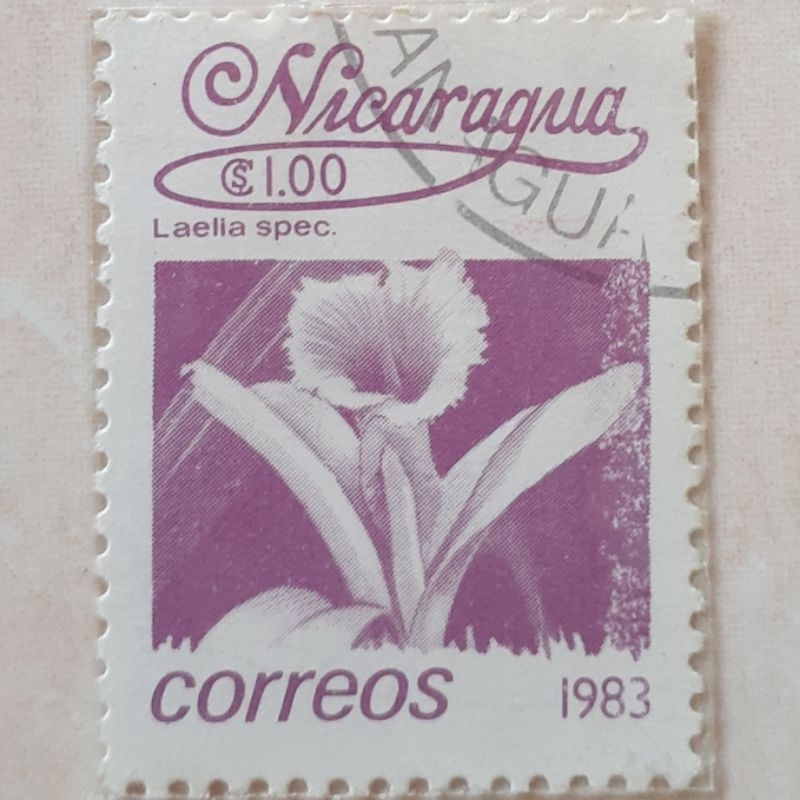 Nicaragua
C$ 1.00
Laelia spec.
correos 1983